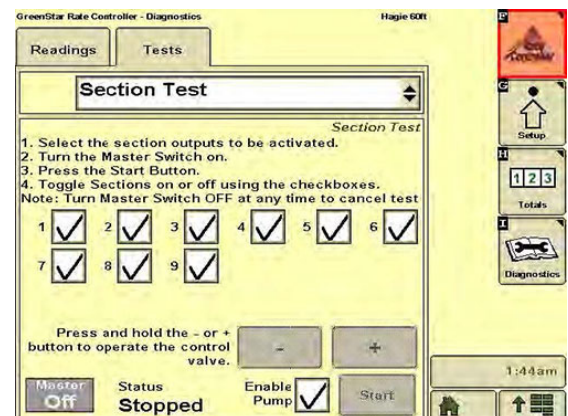 GreenStar Rate Controller - Diagnostics Hagie 60ft
Readings Tests
Section Test
Section Test
1. Select the section outputs to be activated.
2. Turn the Master Switch on.
3. Press the Start Button.
4. Toggle Sections on or off using the checkboxes.
Note: Turn Master Switch OFF at any time to cancel test
1 2 3 4 5 6
7 8 9
Press and hold the - or +
button to operate the control
valve.
- +
Master
Off
Status
Stopped
Enable
Pump
Start
F
G
Setup
H
1 2 3
Totals
I
Diagnostics
1:44am